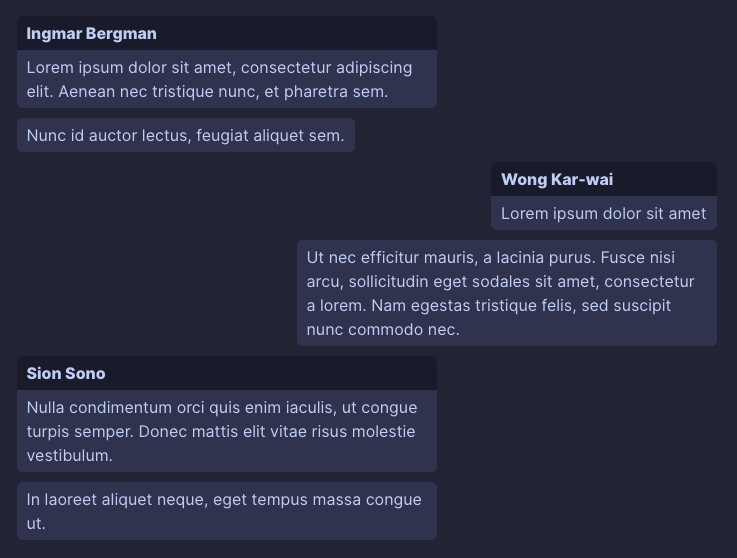 Ingmar Bergman
Lorem ipsum dolor sit amet, consectetur adipiscing
elit. Aenean nec tristique nunc, et pharetra sem.
Nunc id auctor lectus, feugiat aliquet sem.
Wong Kar-wai
Lorem ipsum dolor sit amet
Ut nec efficitur mauris, a lacinia purus. Fusce nisi
arcu, sollicitudin eget sodales sit amet, consectetur
a lorem. Nam egestas tristique felis, sed suscipit
nunc commodo nec.
Sion Sono
Nulla condimentum orci quis enim iaculis, ut congue
turpis semper. Donec mattis elit vitae risus molestie
vestibulum.
In laoreet aliquet neque, eget tempus massa congue
ut.